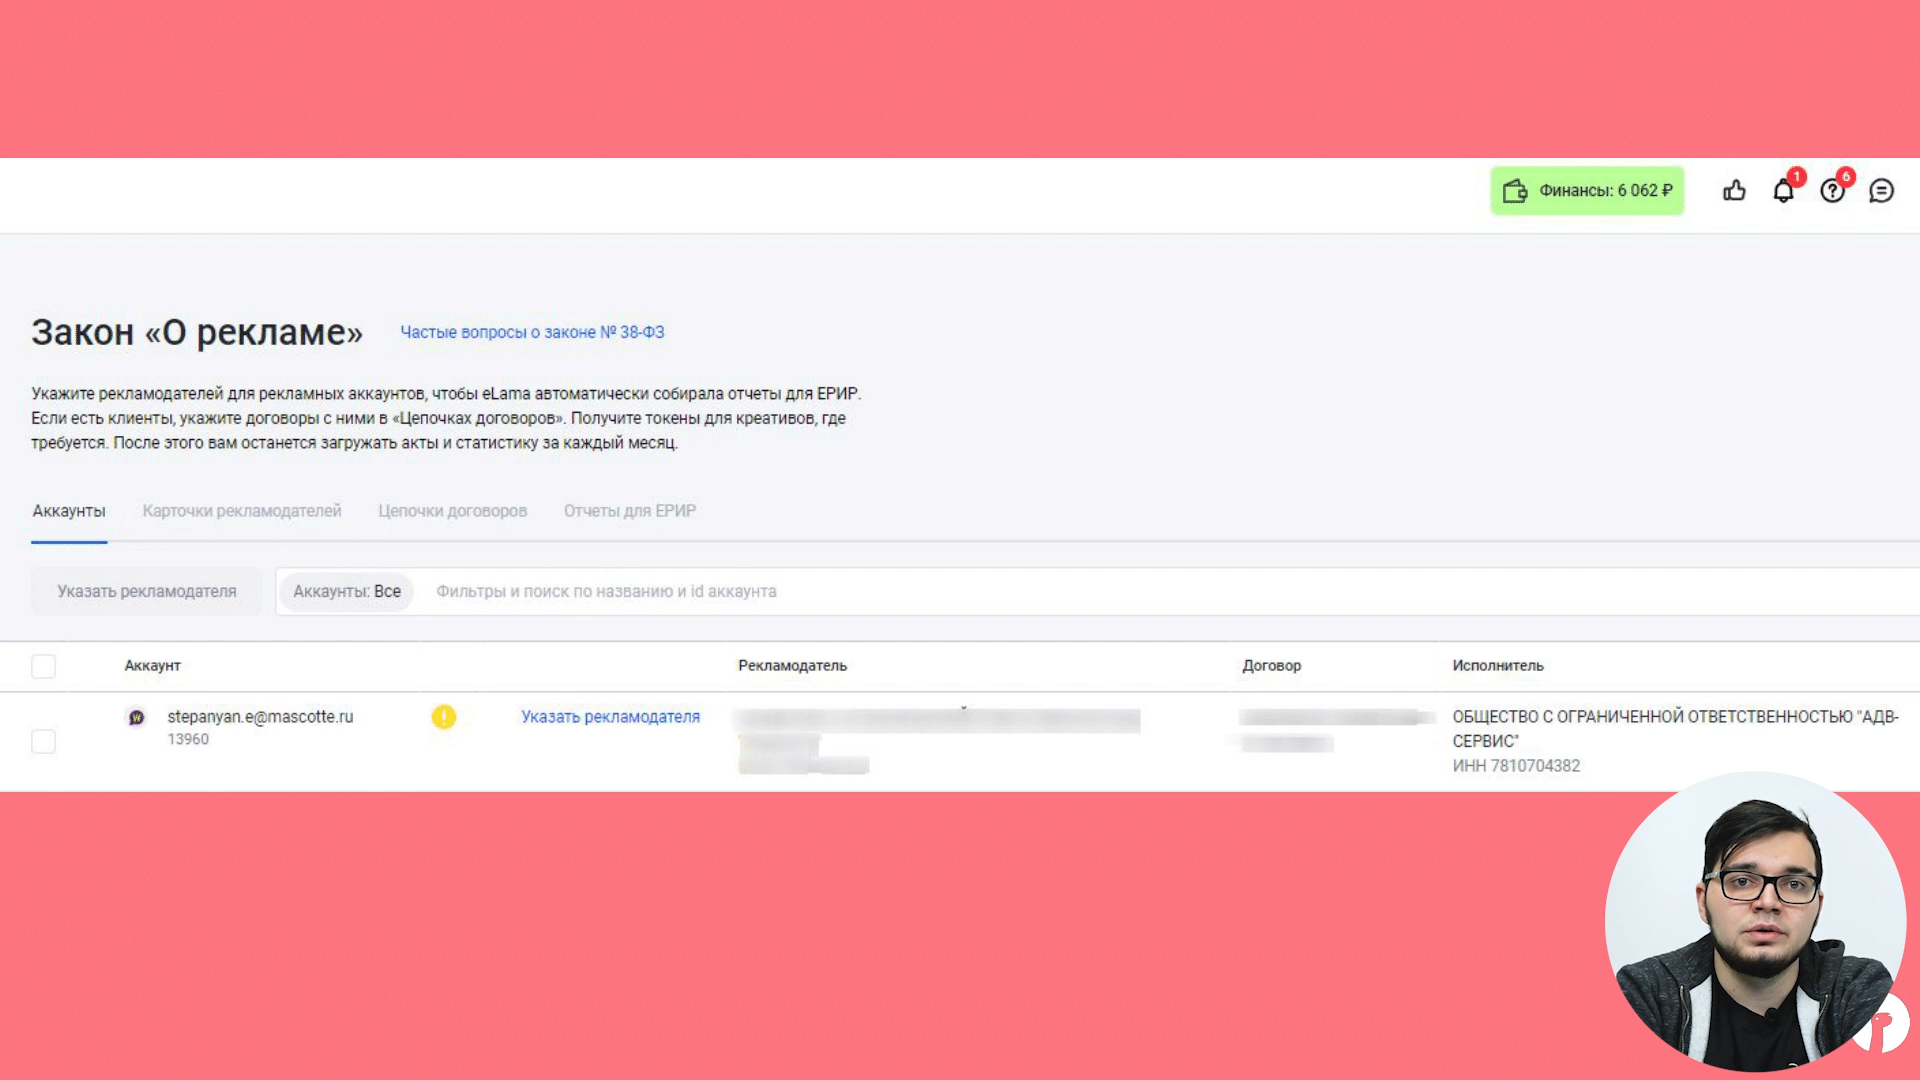 Финансы: 6 062 ₽
1
6
Закон «О рекламе»
Частые вопросы о законе № 38-ФЗ
Укажите рекламодателей для рекламных аккаунтов, чтобы eLama автоматически собирала отчеты для ЕРИР.
Если есть клиенты, укажите договоры с ними в «Цепочках договоров». Получите токены для креативов, где
требуется. После этого вам останется загружать акты и статистику за каждый месяц.
Аккаунты
Карточки рекламодателей
Цепочки договоров
Отчеты для ЕРИР
Указать рекламодателя
Аккаунты: Все
Фильтры и поиск по названию и id аккаунта
Аккаунт
Рекламодатель
Договор
Исполнитель
stepanyan.e@mascotte.ru
13960
Указать рекламодателя
ОБЩЕСТВО С ОГРАНИЧЕННОЙ ОТВЕТСТВЕННОСТЬЮ "АДВ-
СЕРВИС"
ИНН 7810704382